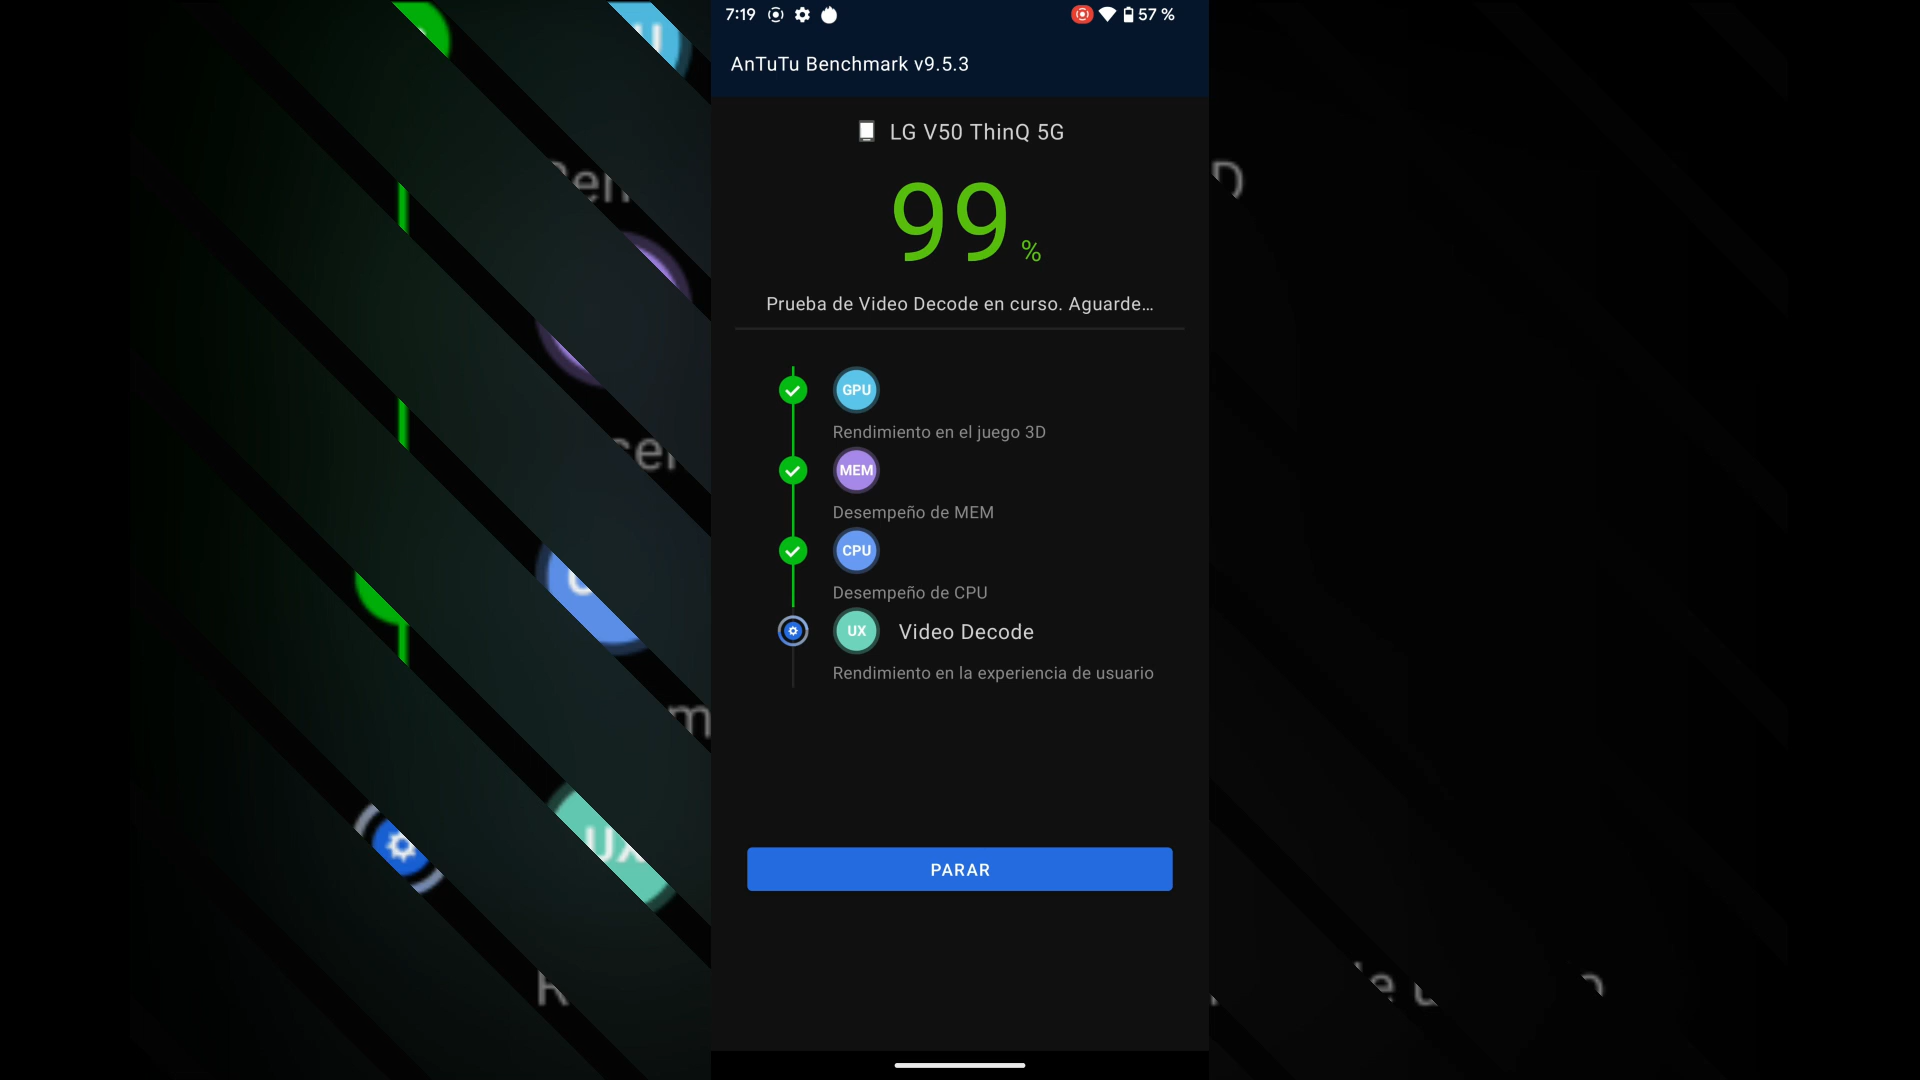 7:19
57 %
AnTuTu Benchmark v9.5.3
LG V50 ThinQ 5G
99 %
Prueba de Video Decode en curso. Aguarde...
GPU
Rendimiento en el juego 3D
MEM
Desempeño de MEM
CPU
Desempeño de CPU
UX Video Decode
Rendimiento en la experiencia de usuario
PARAR